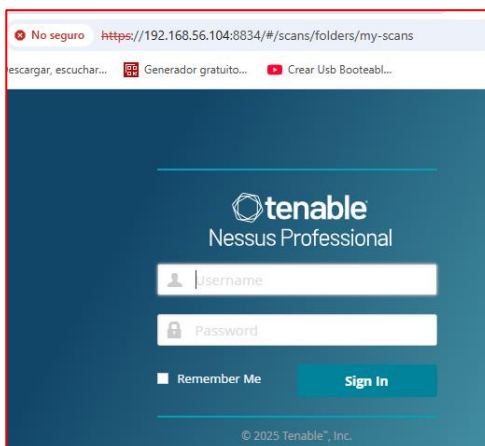 No seguro https://192.168.56.104:8834/#/scans/folders/my-scans
escargar, escuchar... Generador gratuito... Crear Usb Booteabl...
tenable
Nessus Professional
Username
Password
Remember Me Sign In
© 2025 Tenable™, Inc.